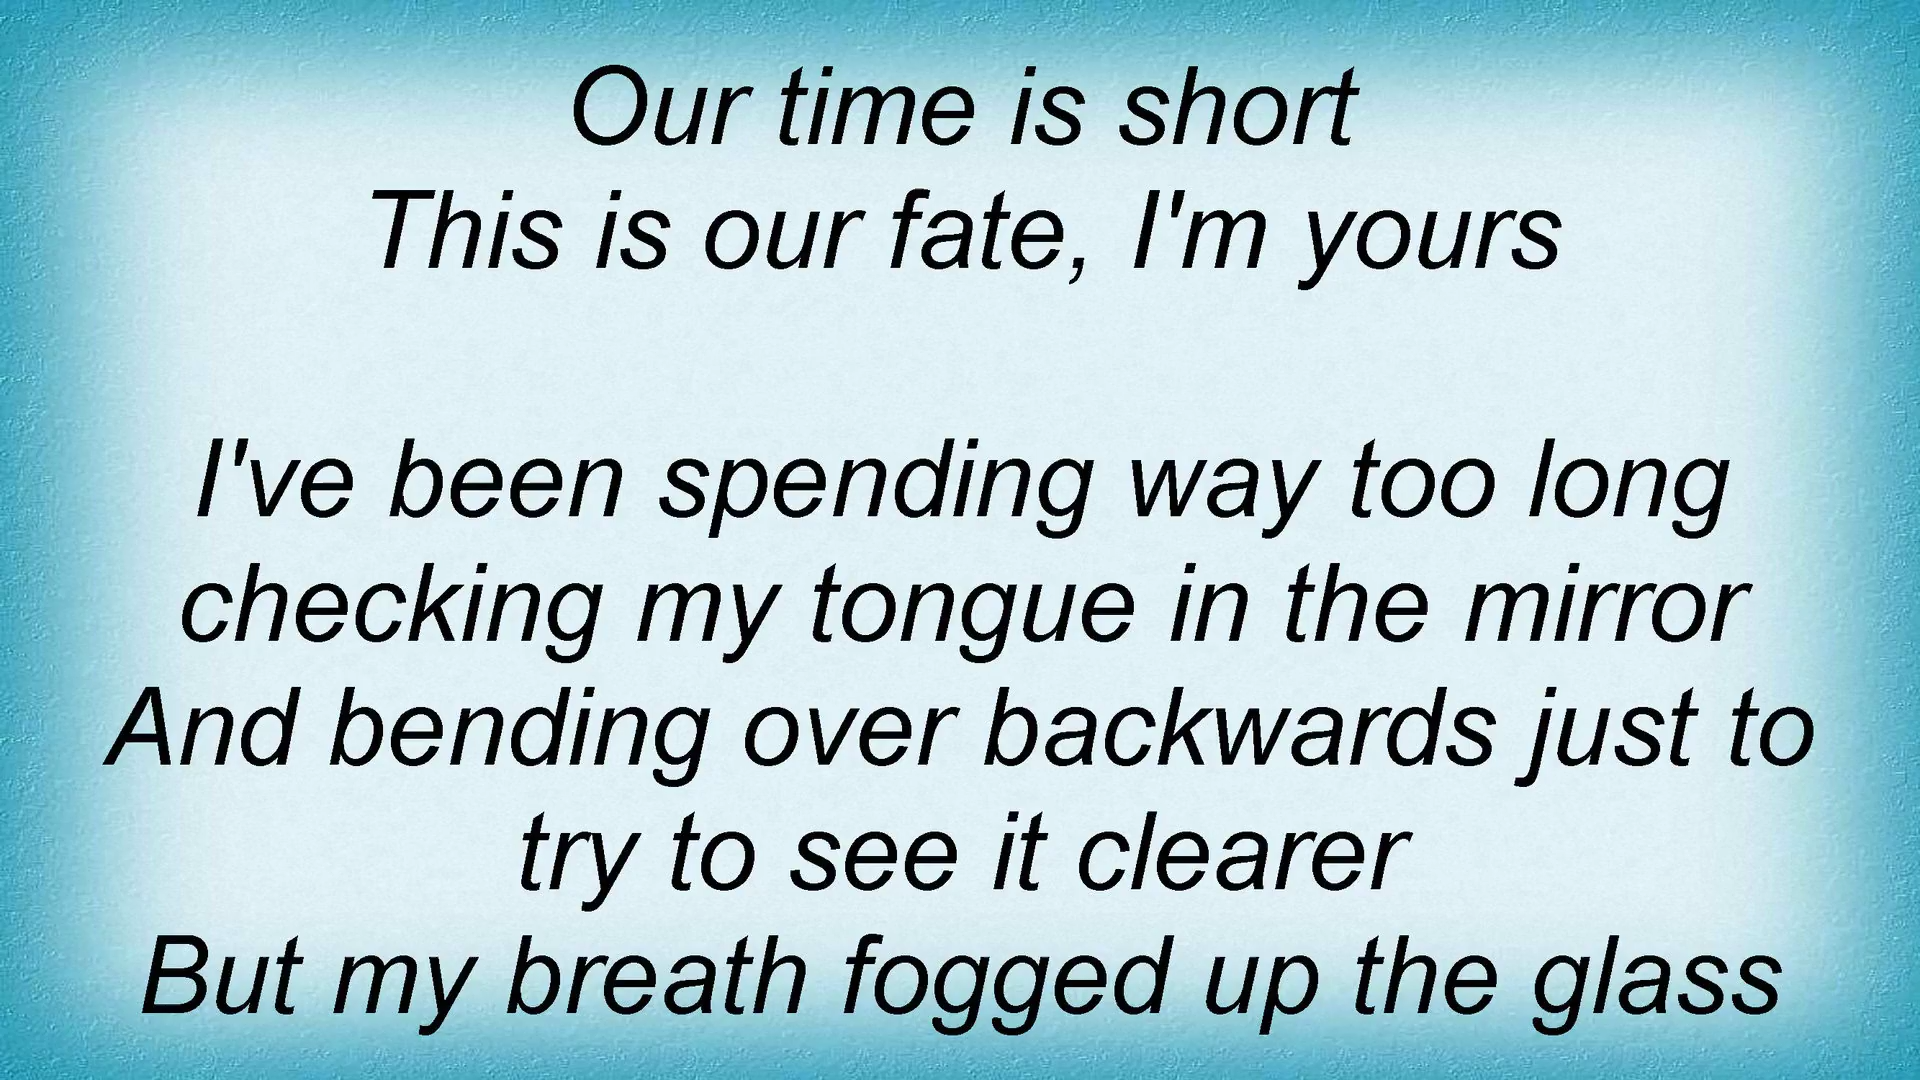 Our time is short
This is our fate, I'm yours
I've been spending way too long
checking my tongue in the mirror
And bending over backwards just to
try to see it clearer
But my breath fogged up the glass